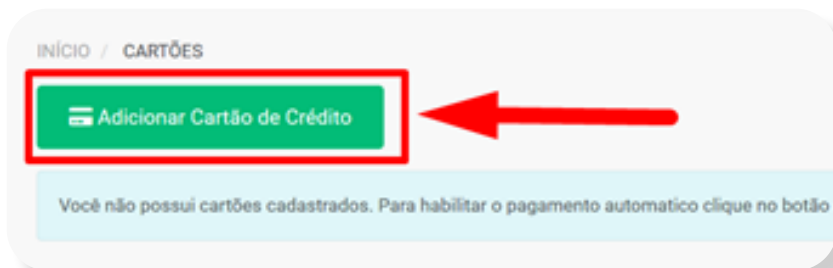 INÍCIO / CARTÕES
Adicionar Cartão de Crédito
Você não possui cartões cadastrados. Para habilitar o pagamento automatico clique no botão